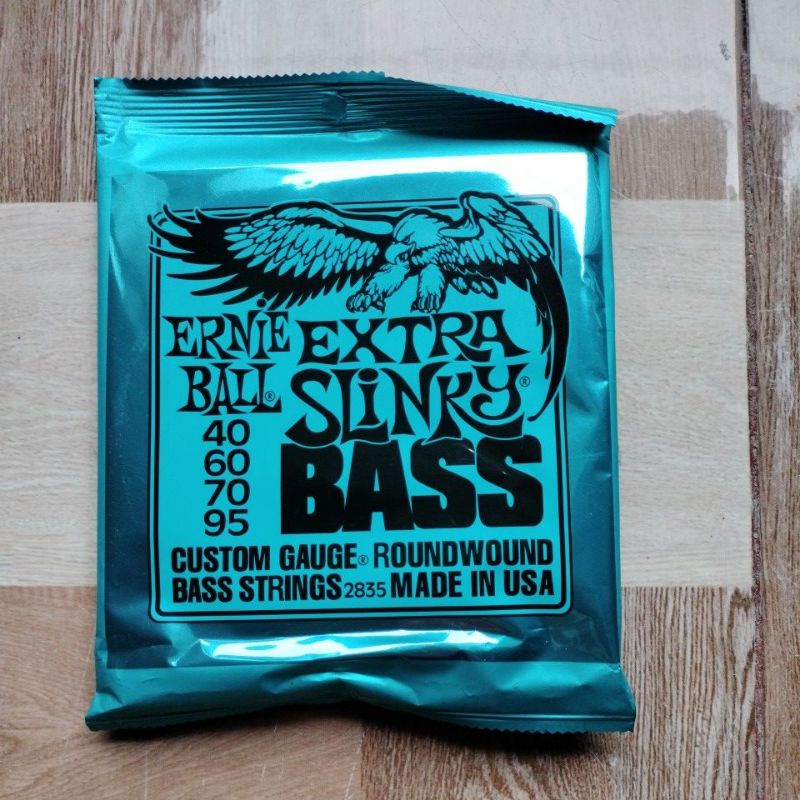 ERNIE BALL®
EXTRA SLINKY®
BASS
40
60
70
95
CUSTOM GAUGE® ROUNDWOUND
BASS STRINGS 2835 MADE IN USA